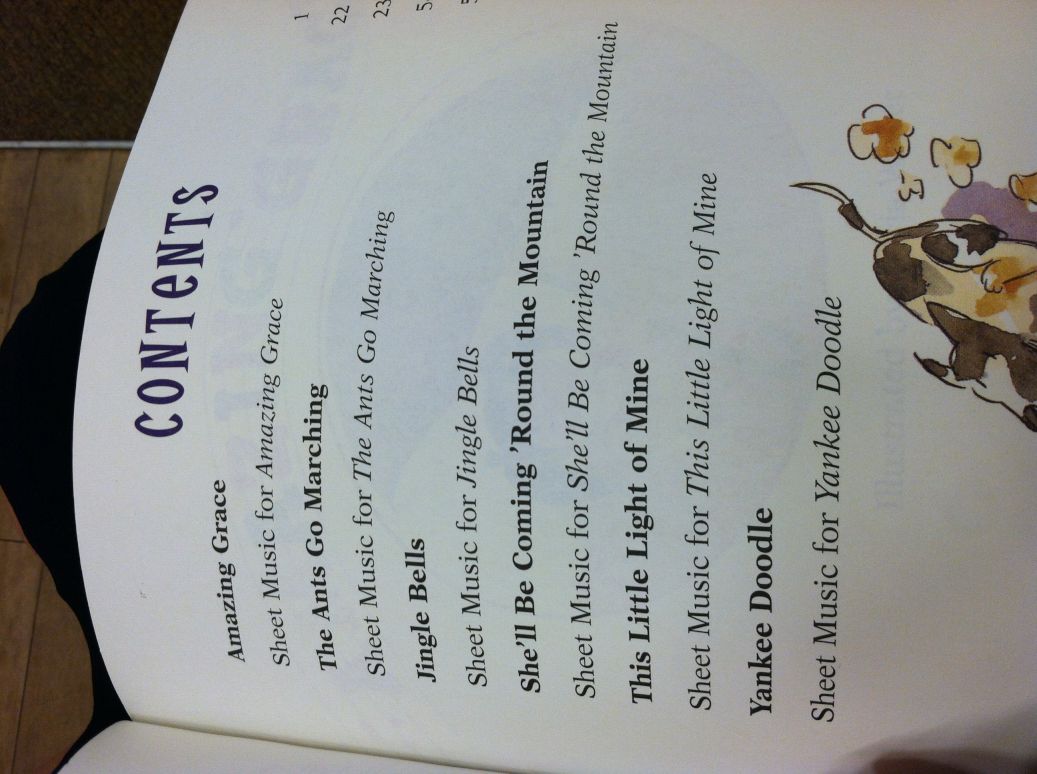 CONTENTS
Amazing Grace 1
Sheet Music for Amazing Grace 22
The Ants Go Marching 23
Sheet Music for The Ants Go Marching
Jingle Bells
Sheet Music for Jingle Bells
She'll Be Coming 'Round the Mountain
Sheet Music for She'll Be Coming 'Round the Mountain
This Little Light of Mine
Sheet Music for This Little Light of Mine
Yankee Doodle
Sheet Music for Yankee Doodle